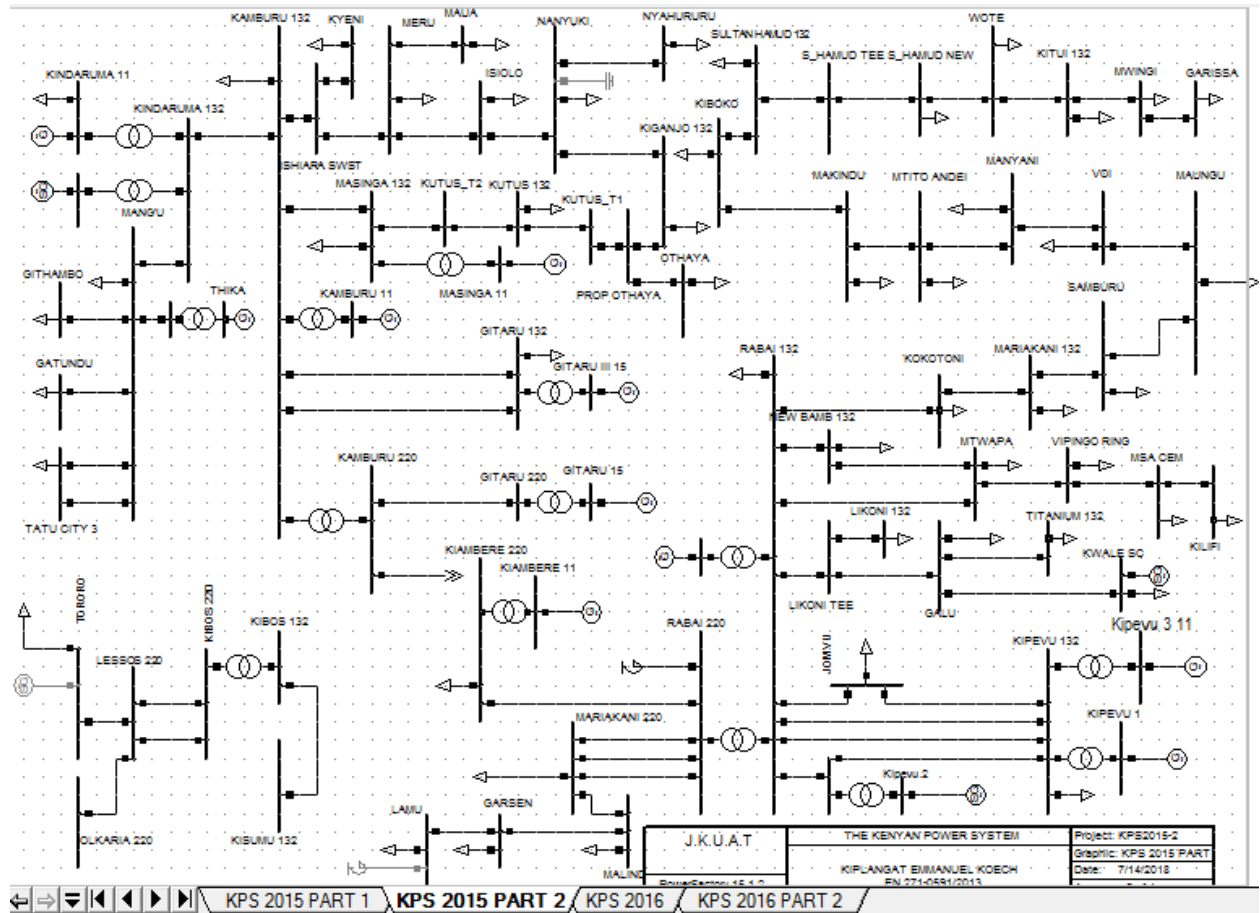 KAMBURU 132
KYENI
MERU
MAUA
NANYUKI
NYAHURURU
SULTAN HAMUD 132
WOTE
KINDARUMA 11
KINDARUMA 132
ISIOLO
S_HAMUD TEE
S_HAMUD NEW
KITUI 132
MWINGI
GARISSA
KIBOKO
KIGANJO 132
ISHIARA SWST
MASINGA 132
KUTUS_T2
KUTUS 132
KUTUS_T1
MAKINDU
MTITO ANDEI
MANYANI
VOI
MAUNGU
MANGU
GITHAMBO
THIKA
KAMBURU 11
MASINGA 11
PROP OTHAYA
OTHAYA
SAMBURU
GATUNDU
GITARU 132
GITARU III 15
RABAI 132
KOKOTONI
MARIAKANI 132
NEW BAMB 132
MTWAPA
VIPINGO RING
MSA CEM
KAMBURU 220
GITARU 220
GITARU 15
TATU CITY 3
LIKONI 132
TITANIUM 132
KILIFI
KIAMBERE 220
KIAMBERE 11
KWALE SC
TORORO
KIBOS 220
KIBOS 132
LIKONI TEE
GALU
RABAI 220
KIPEVU 132
Kipevu 3 11
LESSOS 220
JOMVU
MARIAKANI 220
KIPEVU 1
Kipevu 2
OLKARIA 220
KISUMU 132
LAMU
GARSEN
MALIND
J.K.U.A.T
THE KENYAN POWER SYSTEM
Project: KPS2015-2
Graphic: KPS 2015 PART
KIPLANGAT EMMANUEL KOECH
Date: 7/14/2018
PowerFactory 15.1.2
EN 271-0591/2013
KPS 2015 PART 1
KPS 2015 PART 2
KPS 2016
KPS 2016 PART 2